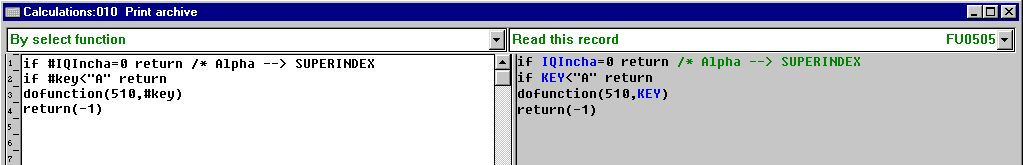 Calculations:010 Print archive
By select function
Read this record FU0505
1 if #IQIncha=0 return /* Alpha --> SUPERINDEX
2 if #key<"A" return
3 dofunction(510,#key)
4 return(-1)
5
6
7
if IQIncha=0 return /* Alpha --> SUPERINDEX
if KEY<"A" return
dofunction(510,KEY)
return(-1)